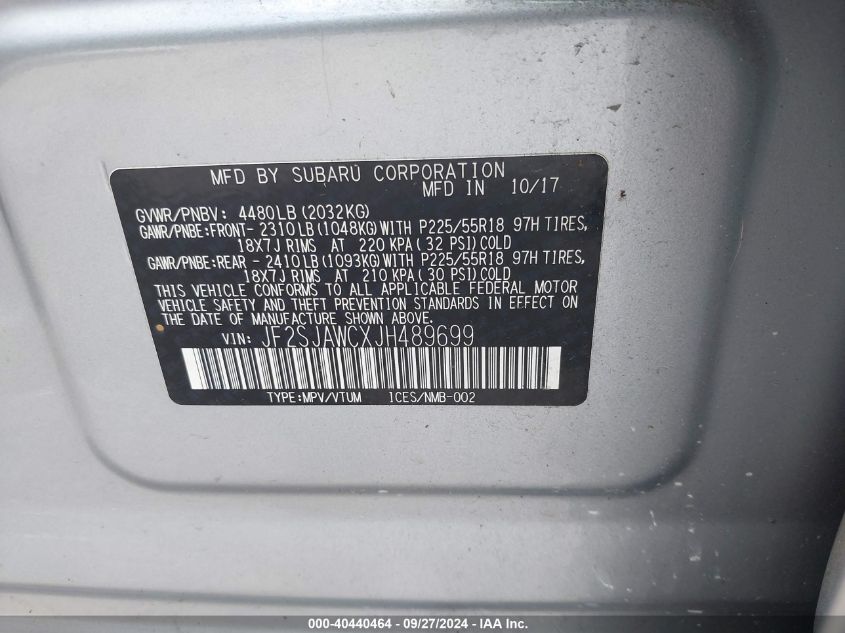 MFD BY SUBARU CORPORATION
MFD IN 10/17
GVWR/PNBV: 4480LB(2032KG)
GAWR/PNBE:FRONT- 2310LB(1048KG)WITH P225/55R18 97H TIRES,
18X7J RIMS AT 220 KPA(32 PSI)COLD
GAWR/PNBE:REAR - 2410LB(1093KG)WITH P225/55R18 97H TIRES,
18X7J RIMS AT 210 KPA(30 PSI)COLD
THIS VEHICLE CONFORMS TO ALL APPLICABLE FEDERAL MOTOR
VEHICLE SAFETY AND THEFT PREVENTION STANDARDS IN EFFECT ON
THE DATE OF MANUFACTURE SHOWN ABOVE.
VIN: JF2SJAWCXJH489699
TYPE:MPV/VTUM ICES/NMB-002
000-40440464 - 09/27/2024 - IAA Inc.